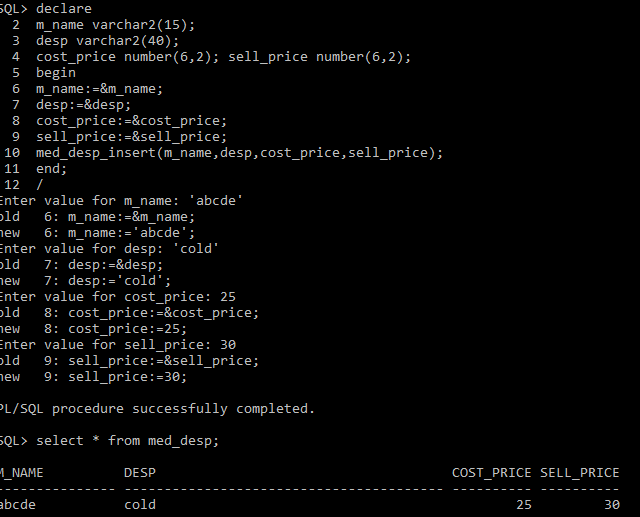 SQL> declare
2 m_name varchar2(15);
3 desp varchar2(40);
4 cost_price number(6,2); sell_price number(6,2);
5 begin
6 m_name:=&m_name;
7 desp:=&desp;
8 cost_price:=&cost_price;
9 sell_price:=&sell_price;
10 med_desp_insert(m_name,desp,cost_price,sell_price);
11 end;
12 /
Enter value for m_name: 'abcde'
old 6: m_name:=&m_name;
new 6: m_name:='abcde';
Enter value for desp: 'cold'
old 7: desp:=&desp;
new 7: desp:='cold';
Enter value for cost_price: 25
old 8: cost_price:=&cost_price;
new 8: cost_price:=25;
Enter value for sell_price: 30
old 9: sell_price:=&sell_price;
new 9: sell_price:=30;
PL/SQL procedure successfully completed.
SQL> select * from med_desp;
M_NAME DESP COST_PRICE SELL_PRICE
--------------- ---------------------------------------- ---------- ----------
abcde cold 25 30